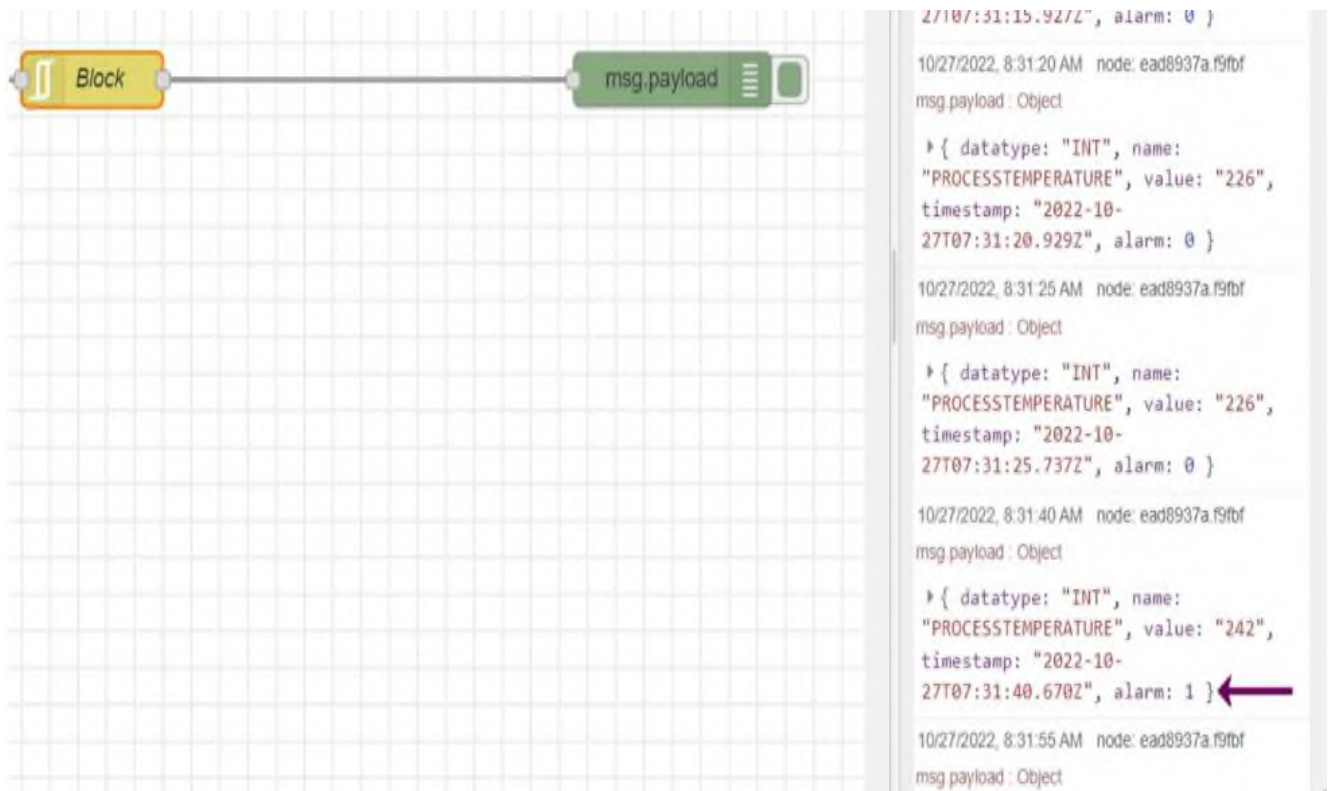 Block
msg.payload
27T07:31:15.927Z", alarm: 0 }
10/27/2022, 8:31:20 AM node: ead8937a.f9fbf
msg.payload : Object
{ datatype: "INT", name:
"PROCESSTEMPERATURE", value: "226",
timestamp: "2022-10-
27T07:31:20.929Z", alarm: 0 }
10/27/2022, 8:31:25 AM node: ead8937a.f9fbf
msg.payload : Object
{ datatype: "INT", name:
"PROCESSTEMPERATURE", value: "226",
timestamp: "2022-10-
27T07:31:25.737Z", alarm: 0 }
10/27/2022, 8:31:40 AM node: ead8937a.f9fbf
msg.payload : Object
{ datatype: "INT", name:
"PROCESSTEMPERATURE", value: "242",
timestamp: "2022-10-
27T07:31:40.670Z", alarm: 1 }
10/27/2022, 8:31:55 AM node: ead8937a.f9fbf
msg.payload : Object